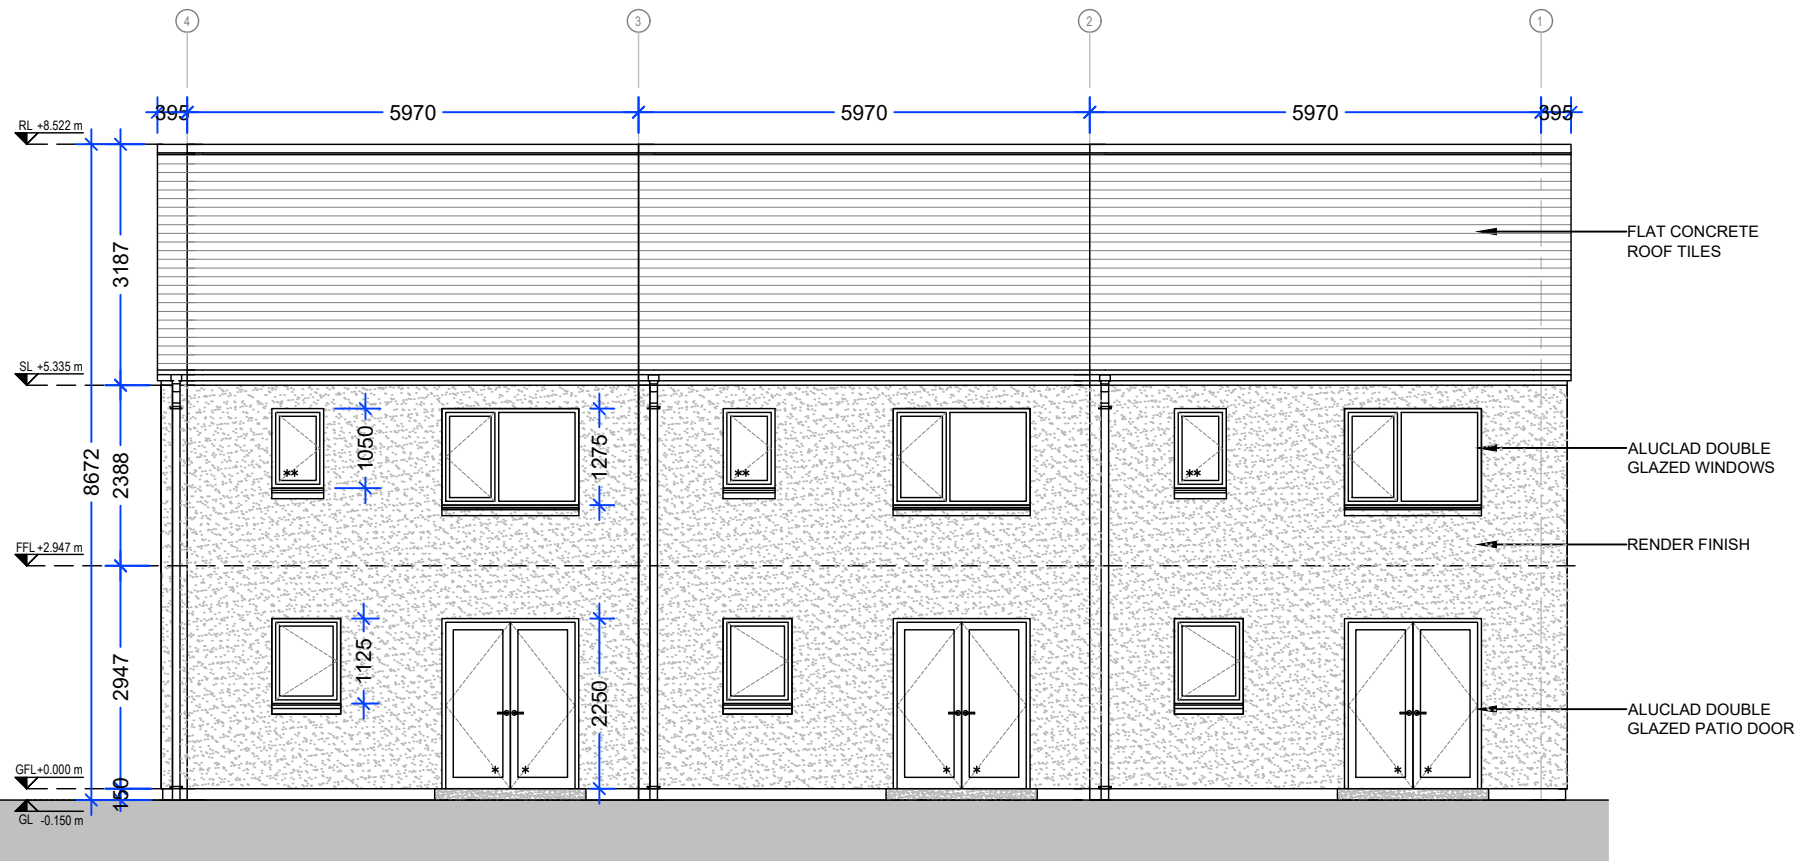 4
3
2
1
395
5970
5970
5970
395
RL +8.522 m
3187
FLAT CONCRETE
ROOF TILES
SL +5.335 m
8672
2388
1050
1275
**
**
**
ALUCLAD DOUBLE
GLAZED WINDOWS
FFL +2.947 m
RENDER FINISH
2947
1125
2250
ALUCLAD DOUBLE
GLAZED PATIO DOOR
* *
* *
* *
GFL +0.000 m
150
GL -0.150 m